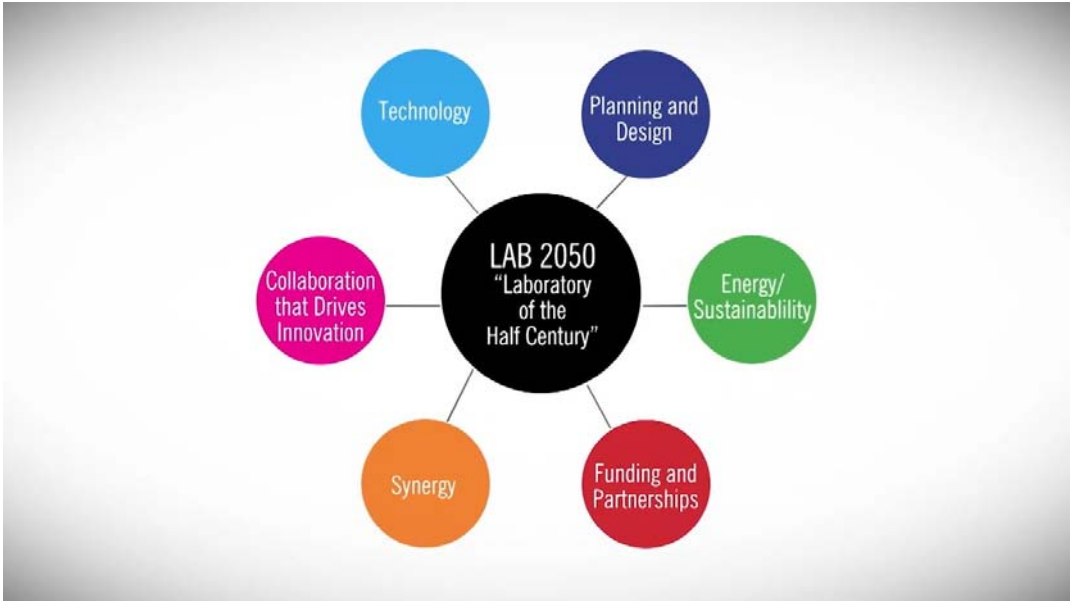 Technology
Planning and
Design
LAB 2050
“Laboratory
of the
Half Century”
Collaboration
that Drives
Innovation
Energy/
Sustainablility
Synergy
Funding and
Partnerships